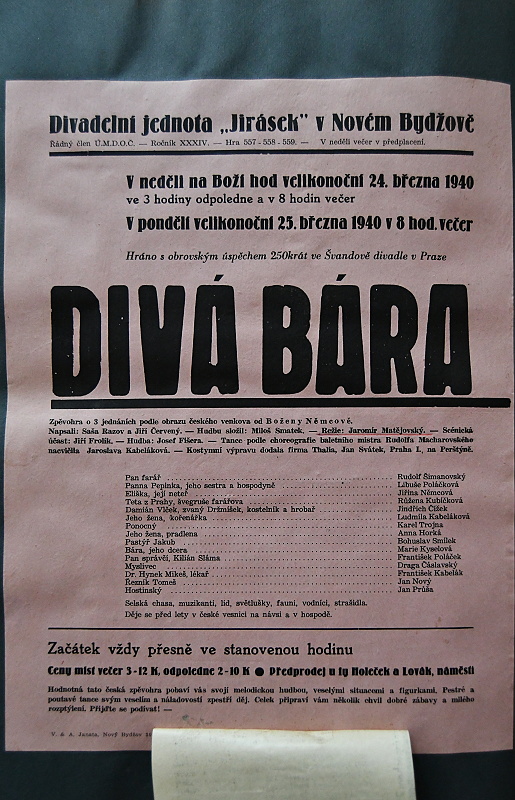 Divadelní jednota „Jirásek" v Novém Bydžově
Řádný člen Ú.M.D.O.Č. — Ročník XXXIV. — Hra 557-558-559. — V neděli večer v předplacení.
V neděli na Boží hod velikonoční 24. března 1940
ve 3 hodiny odpoledne a v 8 hodin večer
V pondělí velikonoční 25. března 1940 v 8 hod. večer
Hráno s obrovským úspěchem 250krát ve Švandově divadle v Praze
DIVÁ BÁRA
Zpěvohra o 3 jednáních podle obrazu českého venkova od Boženy Němcové.
Napsali: Saša Razov a Jiří Červený. — Hudbu složil: Miloš Smatek. — Režie: Jaromír Matějovský. — Scénická
účast: Jiří Frolík. — Hudba: Josef Fišera. — Tance podle choreografie baletního mistra Rudolfa Macharovského
nacvičila Jaroslava Kabeláková. — Kostymní výpravu dodala firma Thalia, Jan Svátek, Praha I, na Perštýně.
Pan farář Rudolf Šimanovský
Panna Pepinka, jeho sestra a hospodyně Libuše Poláčková
Eliška, její neteř Jiřina Němcová
Teta z Prahy, švegruše farářova Růžena Kubíčková
Damián Vlček, zvaný Držmíšek, kostelník a hrobař Jindřich Čížek
Jeho žena, kořenářka Ludmila Kabeláková
Ponocný Karel Trojna
Jeho žena, pradlena Anna Horká
Pastýř Jakub Bohuslav Smílek
Bára, jeho dcera Marie Kyselová
Pan správčí, Kilián Sláma František Poláček
Myslivec Draga Čáslavský
Dr. Hynek Mikeš, lékař František Kabelák
Řezník Tomeš Jan Nový
Hostinský Jan Průša
Selská chasa, muzikanti, lid, světlušky, fauni, vodníci, strašidla.
Děje se před lety v české vesnici na návsi a v hospodě.
Začátek vždy přesně ve stanovenou hodinu
Ceny míst večer 3-12 K, odpoledne 2-10 K ● Předprodej u fy Holeček a Lovák, náměstí
Hodnotná tato česká zpěvohra pobaví vás svojí melodickou hudbou, veselými situacemi a figurkami. Pestré a
poutavé tance svým veselím a náladovostí zpestří děj. Celek připraví vám několik chvil dobré zábavy a milého
rozptýlení. Přijďte se podívat! —
V. & A. Janata, Nový Bydžov